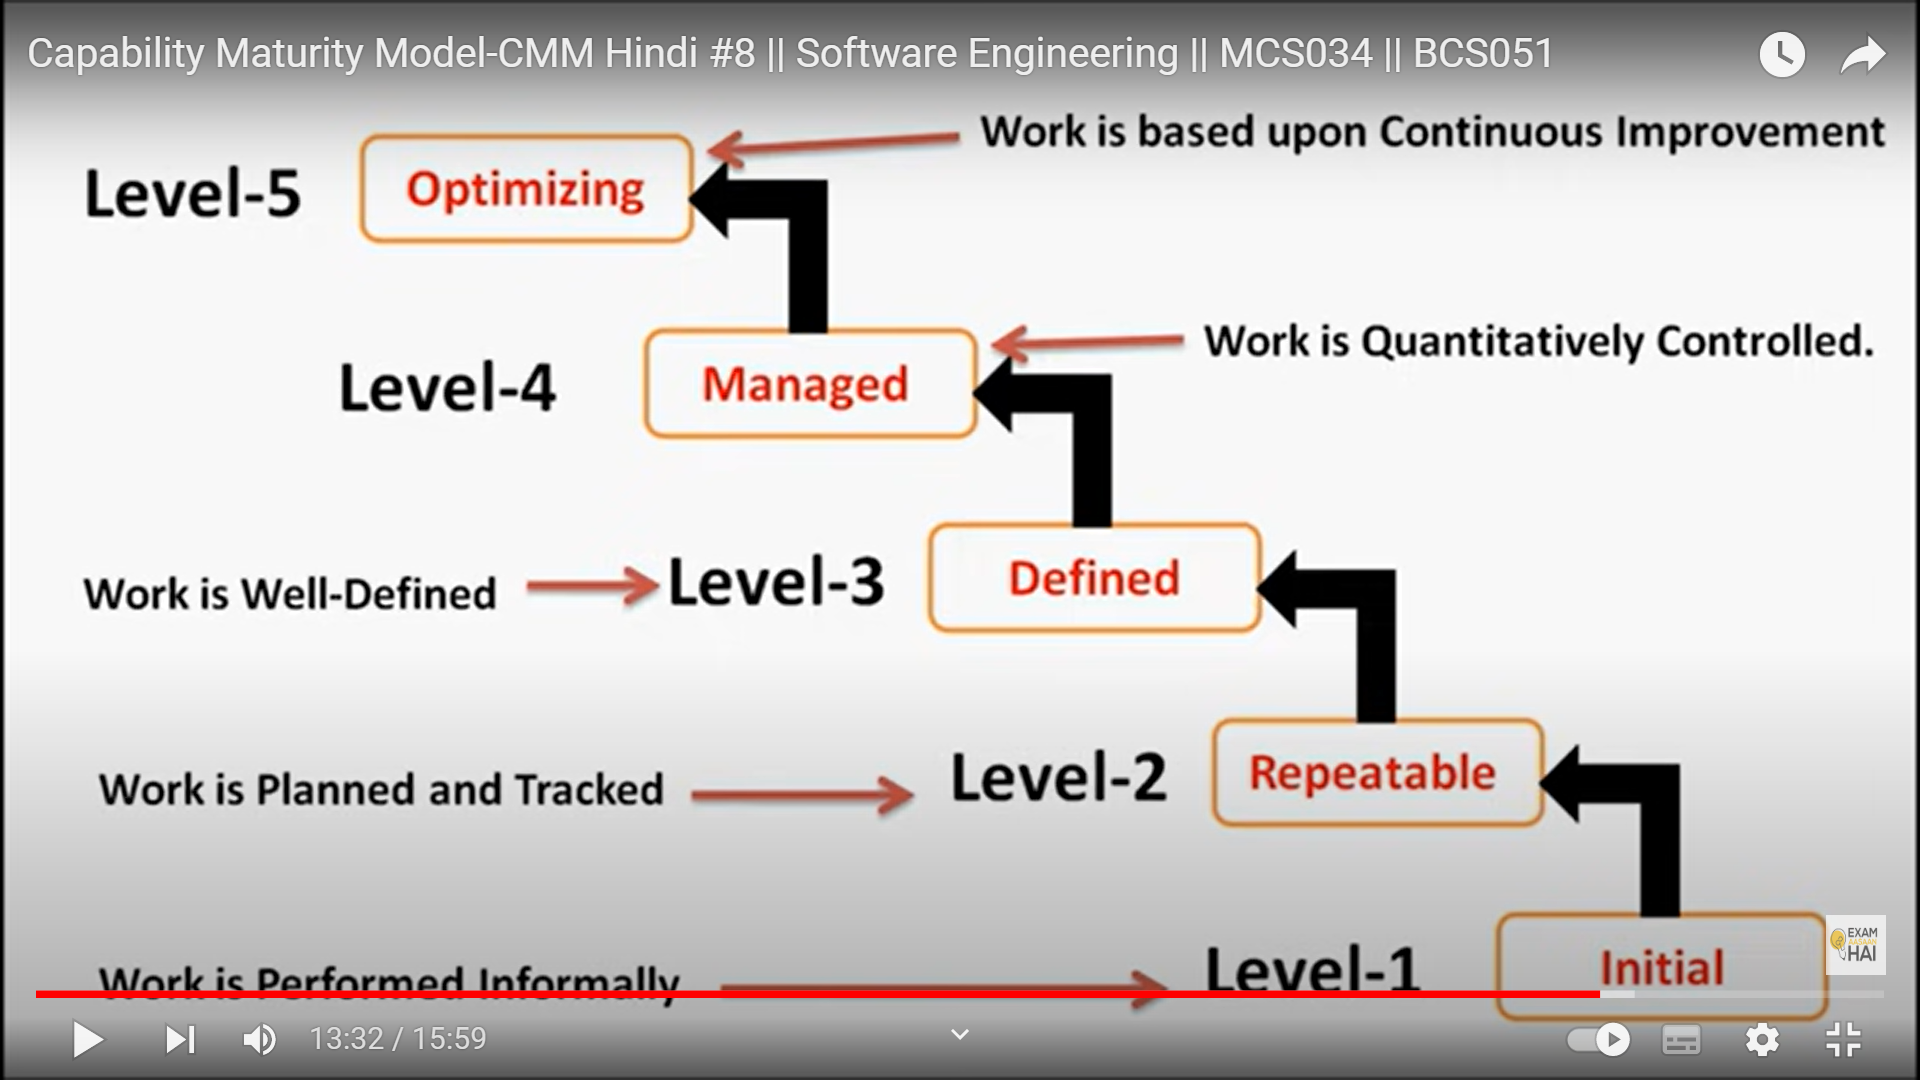 Capability Maturity Model-CMM Hindi #8 || Software Engineering || MCS034 || BCS051
Work is based upon Continuous Improvement
Level-5 Optimizing
Work is Quantitatively Controlled.
Level-4 Managed
Work is Well-Defined Level-3 Defined
Work is Planned and Tracked Level-2 Repeatable
Work is Performed Informally Level-1 Initial
EXAM
AASAAN
HAI
13:32 / 15:59